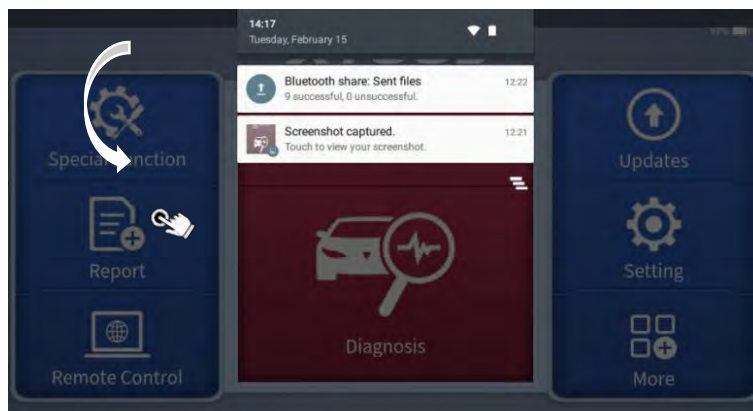 14:17
Tuesday, February 15
Bluetooth share: Sent files
12:22
9 successful, 0 unsuccessful.
Screenshot captured.
12:21
Touch to view your screenshot.
Special
Updates
Report
Setting
Diagnosis
Remote Control
More